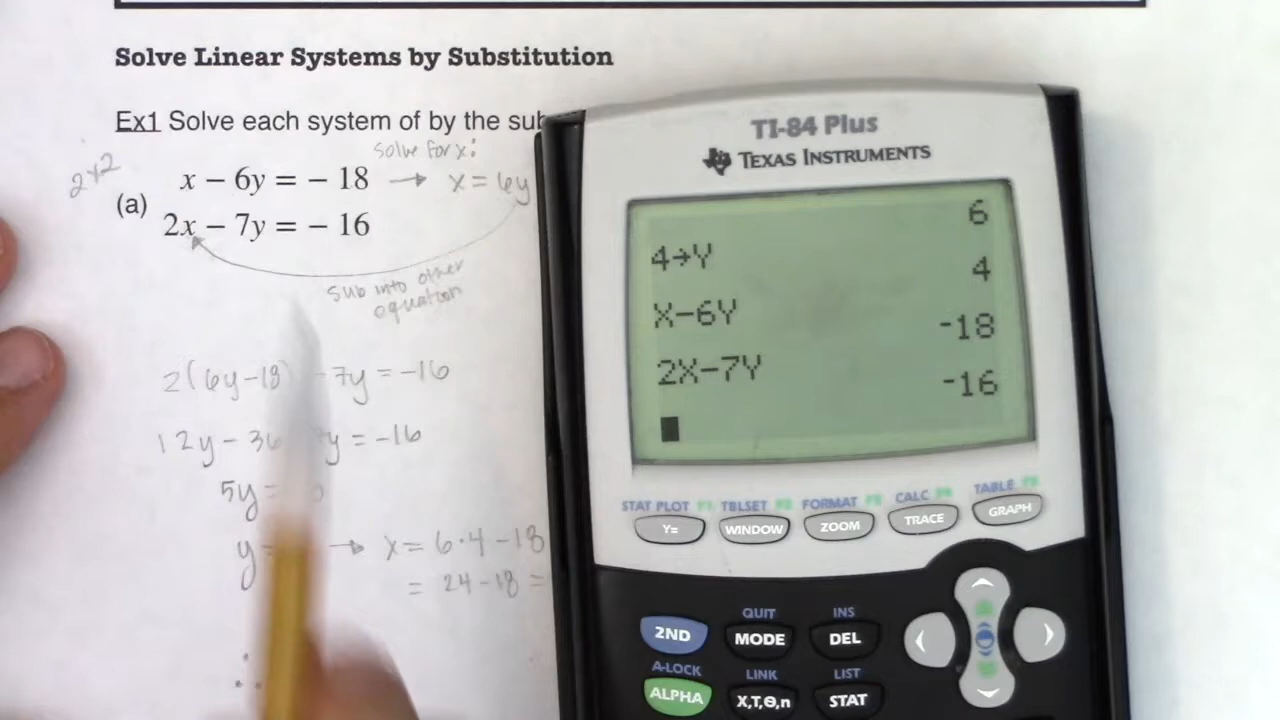 Solve Linear Systems by Substitution
Ex1 Solve each system of by the sub
solve for x:
2x2
(a)
x − 6y = − 18 → x = 6y
2x − 7y = − 16
sub into other
equation
2(6y-18) -7y = -16
12y - 36 y = -16
5y =
y = → x = 6·4-18
= 24-18 =
TI-84 Plus
TEXAS INSTRUMENTS
6
4→Y
4
X-6Y
-18
2X-7Y
-16
STAT PLOT F1 TBLSET F2 FORMAT F3 CALC F4 TABLE F5
Y= WINDOW ZOOM TRACE GRAPH
QUIT INS
2ND MODE DEL
A-LOCK LINK LIST
ALPHA X,T,θ,n STAT